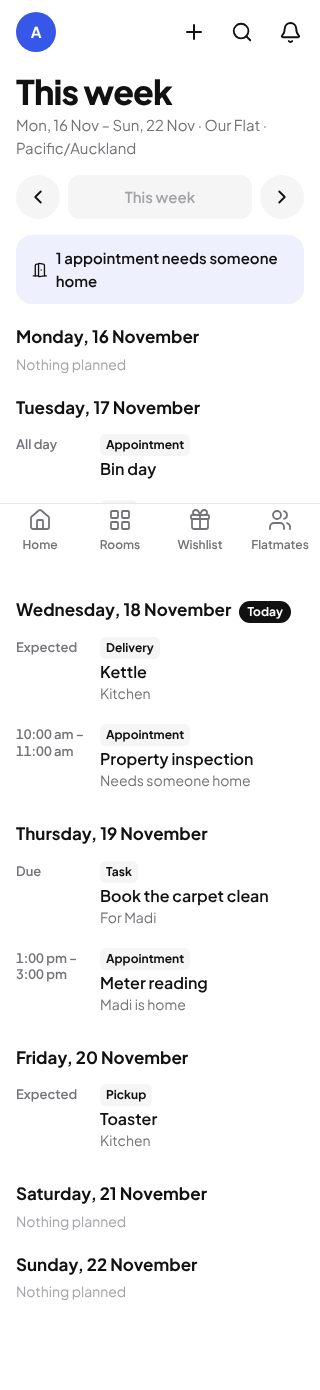 A
This week
Mon, 16 Nov – Sun, 22 Nov · Our Flat ·
Pacific/Auckland
This week
1 appointment needs someone
home
Monday, 16 November
Nothing planned
Tuesday, 17 November
All day
Appointment
Bin day
Home
Rooms
Wishlist
Flatmates
Wednesday, 18 November
Today
Expected
Delivery
Kettle
Kitchen
10:00 am –
11:00 am
Appointment
Property inspection
Needs someone home
Thursday, 19 November
Due
Task
Book the carpet clean
For Madi
1:00 pm –
3:00 pm
Appointment
Meter reading
Madi is home
Friday, 20 November
Expected
Pickup
Toaster
Kitchen
Saturday, 21 November
Nothing planned
Sunday, 22 November
Nothing planned